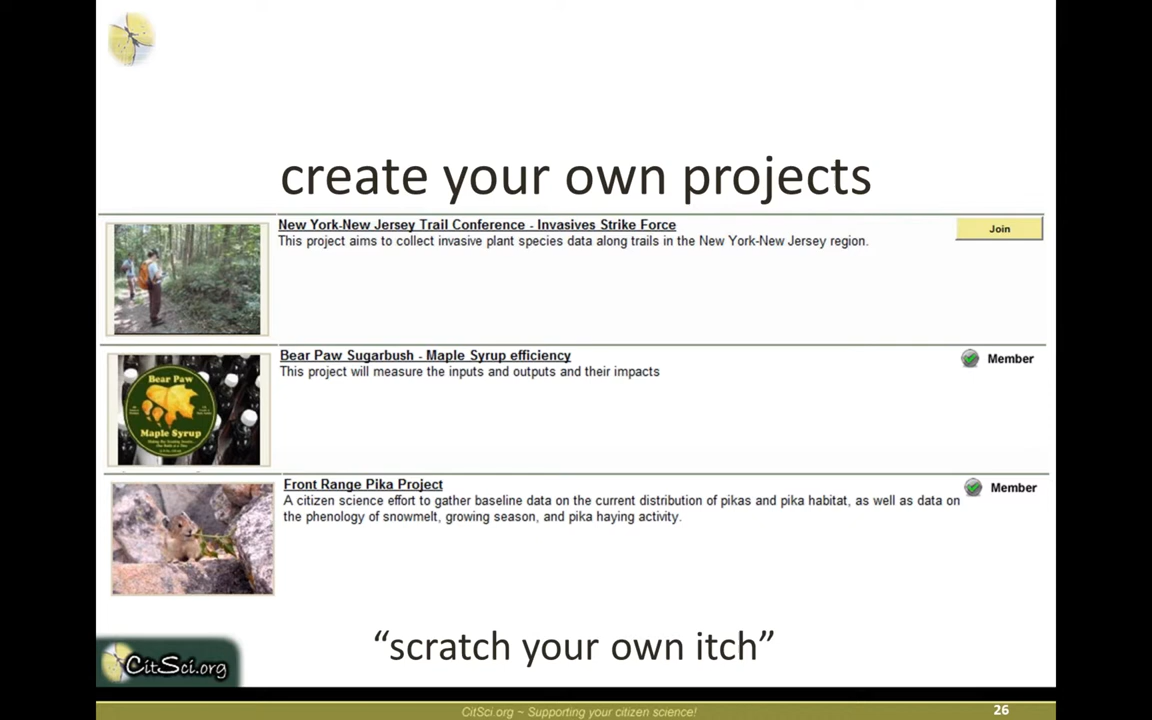 create your own projects
New York-New Jersey Trail Conference - Invasives Strike Force
This project aims to collect invasive plant species data along trails in the New York-New Jersey region.
Join
Bear Paw Sugarbush - Maple Syrup efficiency
This project will measure the inputs and outputs and their impacts
Member
Bear Paw
Maple Syrup
Front Range Pika Project
A citizen science effort to gather baseline data on the current distribution of pikas and pika habitat, as well as data on
the phenology of snowmelt, growing season, and pika haying activity.
Member
“scratch your own itch”
CitSci.org
CitSci.org ~ Supporting your citizen science!
26